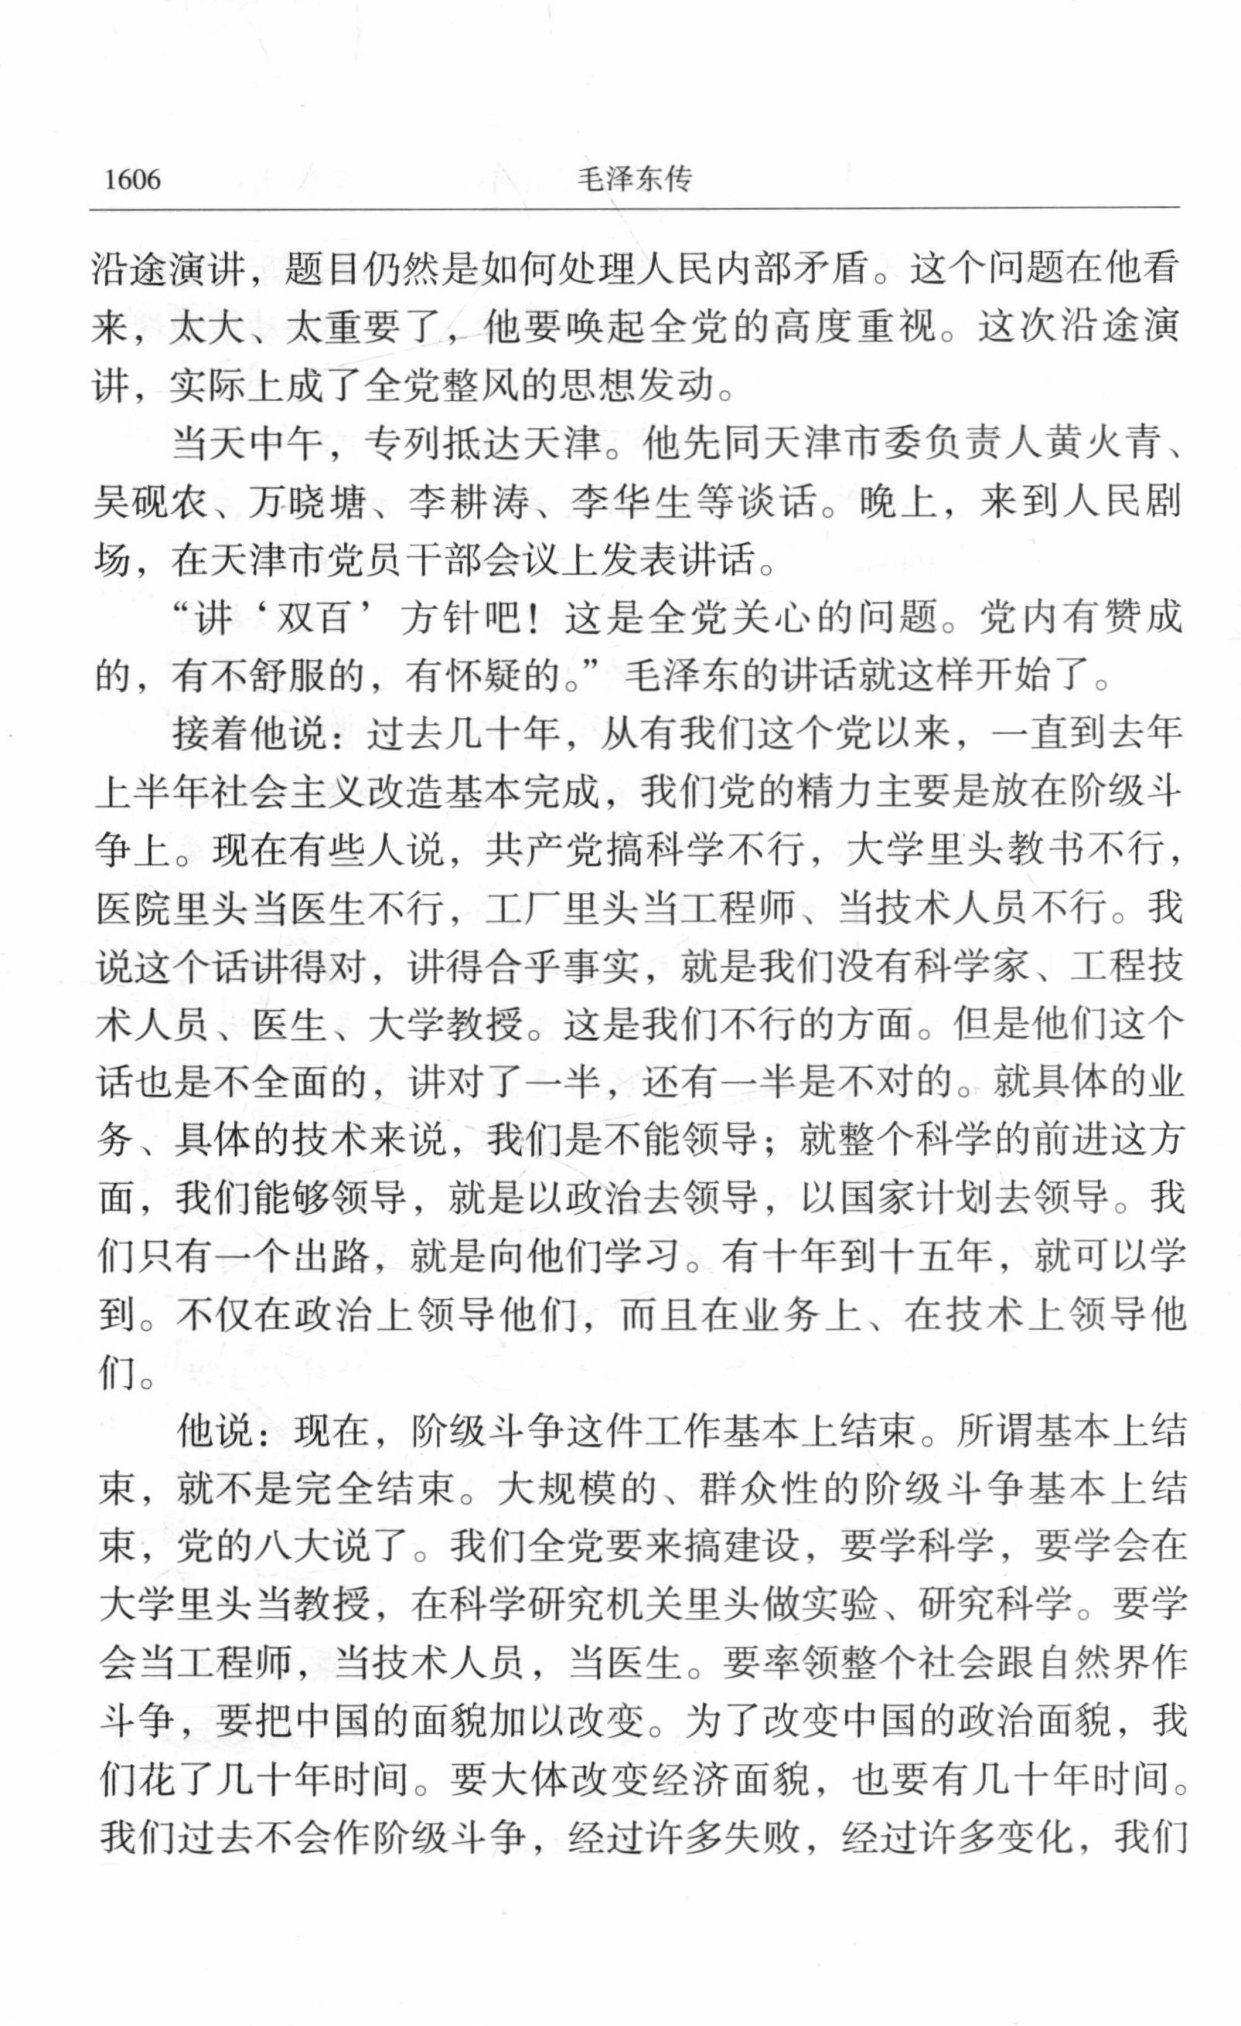 1606 毛泽东传
沿途演讲，题目仍然是如何处理人民内部矛盾。这个问题在他看
来，太大、太重要了，他要唤起全党的高度重视。这次沿途演
讲，实际上成了全党整风的思想发动。
当天中午，专列抵达天津。他先同天津市委负责人黄火青、
吴砚农、万晓塘、李耕涛、李华生等谈话。晚上，来到人民剧
场，在天津市党员干部会议上发表讲话。
“讲‘双百’方针吧！这是全党关心的问题。党内有赞成
的，有不舒服的，有怀疑的。”毛泽东的讲话就这样开始了。
接着他说：过去几十年，从有我们这个党以来，一直到去年
上半年社会主义改造基本完成，我们党的精力主要是放在阶级斗
争上。现在有些人说，共产党搞科学不行，大学里头教书不行，
医院里头当医生不行，工厂里头当工程师、当技术人员不行。我
说这个话讲得对，讲得合乎事实，就是我们没有科学家、工程技
术人员、医生、大学教授。这是我们不行的方面。但是他们这个
话也是不全面的，讲对了一半，还有一半是不对的。就具体的业
务、具体的技术来说，我们是不能领导；就整个科学的前进这方
面，我们能够领导，就是以政治去领导，以国家计划去领导。我
们只有一个出路，就是向他们学习。有十年到十五年，就可以学
到。不仅在政治上领导他们，而且在业务上、在技术上领导他
们。
他说：现在，阶级斗争这件工作基本上结束。所谓基本上结
束，就不是完全结束。大规模的、群众性的阶级斗争基本上结
束，党的八大说了。我们全党要来搞建设，要学科学，要学会在
大学里头当教授，在科学研究机关里头做实验、研究科学。要学
会当工程师，当技术人员，当医生。要率领整个社会跟自然界作
斗争，要把中国的面貌加以改变。为了改变中国的政治面貌，我
们花了几十年时间。要大体改变经济面貌，也要有几十年时间。
我们过去不会作阶级斗争，经过许多失败，经过许多变化，我们